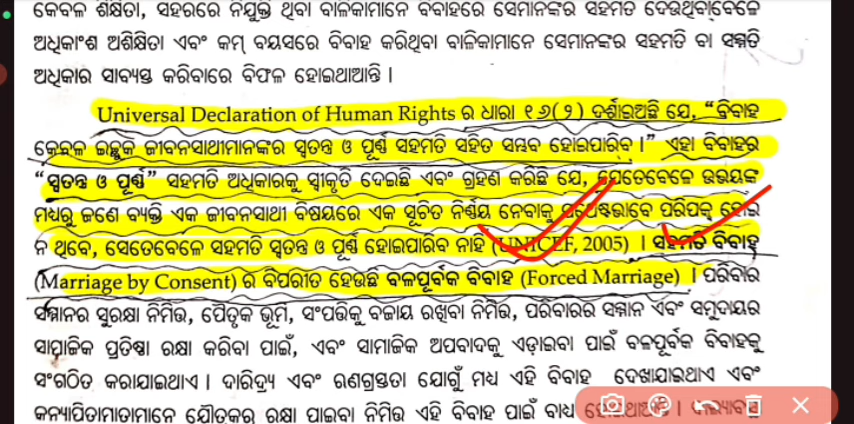 କେବଳ ଶିକ୍ଷିତା, ସହରରେ ନିଯୁକ୍ତ ଥିବା ବାଳିକାମାନେ ବିବାହରେ ସେମାନଙ୍କର ସହମତି ଦେଉଥିବାବେଳେ
ଅଧିକାଂଶ ଅଶିକ୍ଷିତା ଏବଂ କମ୍ ବୟସରେ ବିବାହ କରିଥିବା ବାଳିକାମାନେ ସେମାନଙ୍କର ସହମତି ବା ସମ୍ମତି
ଅଧିକାର ସାବ୍ୟସ୍ତ କରିବାରେ ବିଫଳ ହୋଇଥାଆନ୍ତି ।
Universal Declaration of Human Rights ର ଧାରା ୧୬(୨) ଦର୍ଶାଇଅଛି ଯେ, “ବିବାହ
କେବଳ ଇଚ୍ଛୁକ ଜୀବନସାଥୀମାନଙ୍କର ସ୍ୱତନ୍ତ୍ର ଓ ପୂର୍ଣ୍ଣ ସହମତି ସହିତ ସମ୍ଭବ ହୋଇପାରିବ ।” ଏହା ବିବାହର
“ସ୍ୱତନ୍ତ୍ର ଓ ପୂର୍ଣ୍ଣ” ସହମତି ଅଧିକାରକୁ ସ୍ୱୀକୃତି ଦେଇଛି ଏବଂ ଗ୍ରହଣ କରିଛି ଯେ, ଯେତେବେଳେ ଉଭୟଙ୍କ
ମଧ୍ୟରୁ ଜଣେ ବ୍ୟକ୍ତି ଏକ ଜୀବନସାଥୀ ବିଷୟରେ ଏକ ସୂଚିତ ନିର୍ଣ୍ଣୟ ନେବାକୁ ଯଥେଷ୍ଟଭାବେ ପରିପକ୍ୱ ହୋଇ
ନ ଥିବେ, ସେତେବେଳେ ସହମତି ସ୍ୱତନ୍ତ୍ର ଓ ପୂର୍ଣ୍ଣ ହୋଇପାରିବ ନାହିଁ (UNICEF, 2005) । ସହମତି ବିବାହ
(Marriage by Consent) ର ବିପରୀତ ହେଉଛି ବଳପୂର୍ବକ ବିବାହ (Forced Marriage) । ପରିବାର
ସମ୍ମାନର ସୁରକ୍ଷା ନିମିତ୍ତ, ପୈତୃକ ଭୂମି, ସଂପତ୍ତିକୁ ବଜାୟ ରଖିବା ନିମିତ୍ତ, ପରିବାରର ସମ୍ମାନ ଏବଂ ସମୁଦାୟର
ସାମ୍ପ୍ରାଜିକ ପ୍ରତିଷ୍ଠା ରକ୍ଷା କରିବା ପାଇଁ, ଏବଂ ସାମାଜିକ ଅପବାଦକୁ ଏଡ଼ାଇବା ପାଇଁ ବଳପୂର୍ବକ ବିବାହକୁ
ସଂଗଠିତ କରାଯାଇଥାଏ । ଦାରିଦ୍ର୍ୟ ଏବଂ ଋଣଗ୍ରସ୍ତତା ଯୋଗୁଁ ମଧ୍ୟ ଏହି ବିବାହ ଦେଖାଯାଇଥାଏ ଏବଂ
କନ୍ୟାପିତାମାତାମାନେ ଯୌତୁକରୁ ରକ୍ଷା ପାଇବା ନିମିତ୍ତ ଏହି ବିବାହ ପାଇଁ ବାଧ୍ୟ